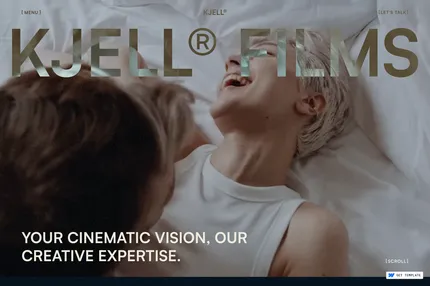 [MENU]
KJELL®
[LET'S TALK]
KJELL® FILMS
YOUR CINEMATIC VISION, OUR
CREATIVE EXPERTISE.
[SCROLL]
GET TEMPLATE